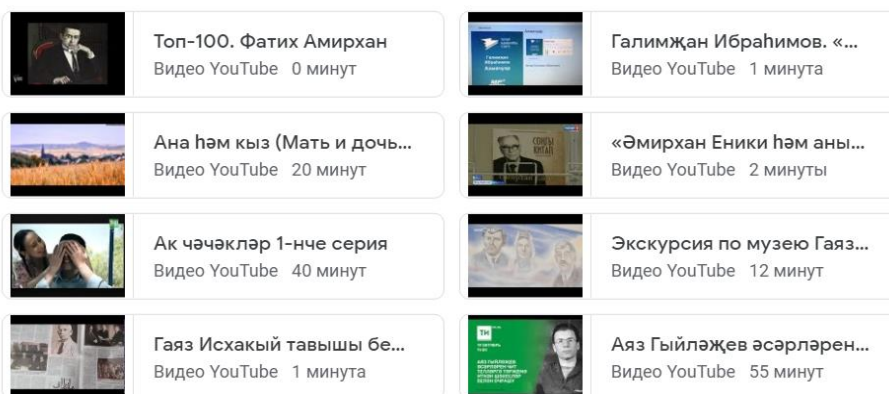 Топ-100. Фатих Амирхан
Видео YouTube 0 минут
Галимҗан Ибраһимов. «...
Видео YouTube 1 минута
Ана һәм кыз (Мать и дочь...
Видео YouTube 20 минут
«Әмирхан Еники һәм аны...
Видео YouTube 2 минуты
СОҢГЫ
КИТАП
Ак чәчәкләр 1-нче серия
Видео YouTube 40 минут
Экскурсия по музею Гаяз...
Видео YouTube 12 минут
Гаяз Исхакый тавышы бе...
Видео YouTube 1 минута
Аяз Гыйләҗев әсәрләрен...
Видео YouTube 55 минут
ТИ